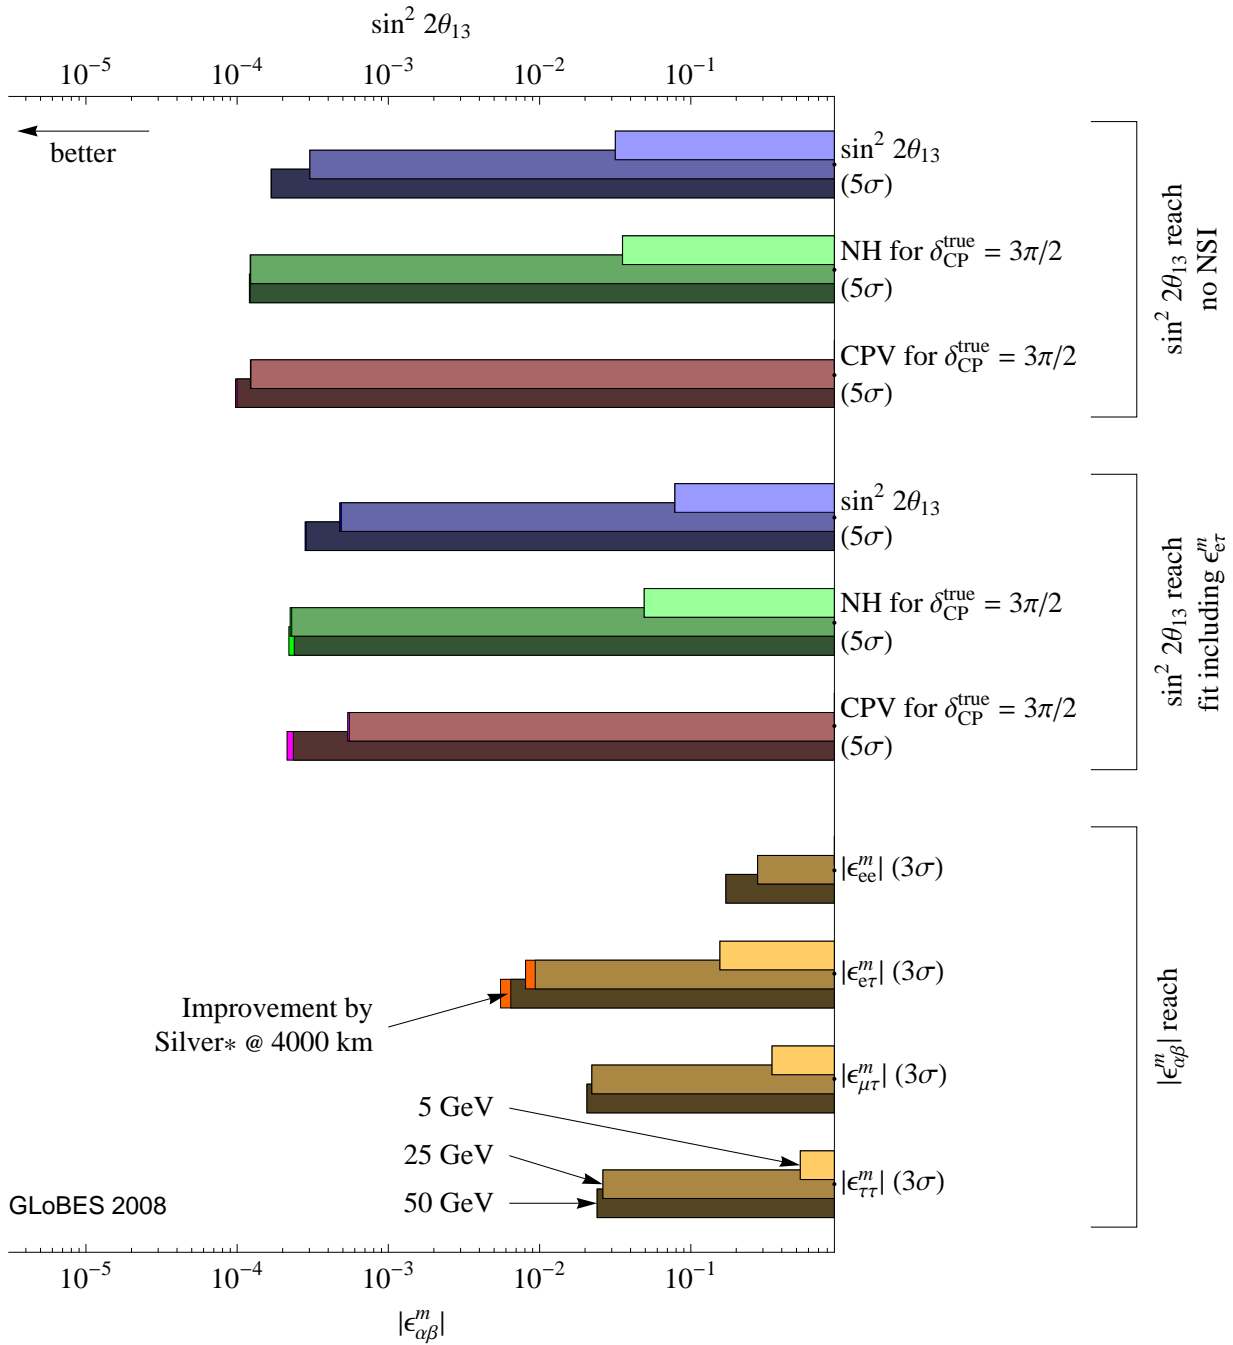 sin² 2θ₁₃
10⁻⁵ 10⁻⁴ 10⁻³ 10⁻² 10⁻¹
better
sin² 2θ₁₃
(5σ)
NH for δ_CP^true = 3π/2
(5σ)
CPV for δ_CP^true = 3π/2
(5σ)
sin² 2θ₁₃ reach
no NSI
sin² 2θ₁₃
(5σ)
NH for δ_CP^true = 3π/2
(5σ)
CPV for δ_CP^true = 3π/2
(5σ)
sin² 2θ₁₃ reach
fit including ϵ_eτ^m
|ϵ_ee^m| (3σ)
|ϵ_eτ^m| (3σ)
Improvement by
Silver* @ 4000 km
|ϵ_μτ^m| (3σ)
5 GeV
25 GeV
50 GeV
|ϵ_ττ^m| (3σ)
|ϵ_αβ^m| reach
GLoBES 2008
10⁻⁵ 10⁻⁴ 10⁻³ 10⁻² 10⁻¹
|ϵ_αβ^m|